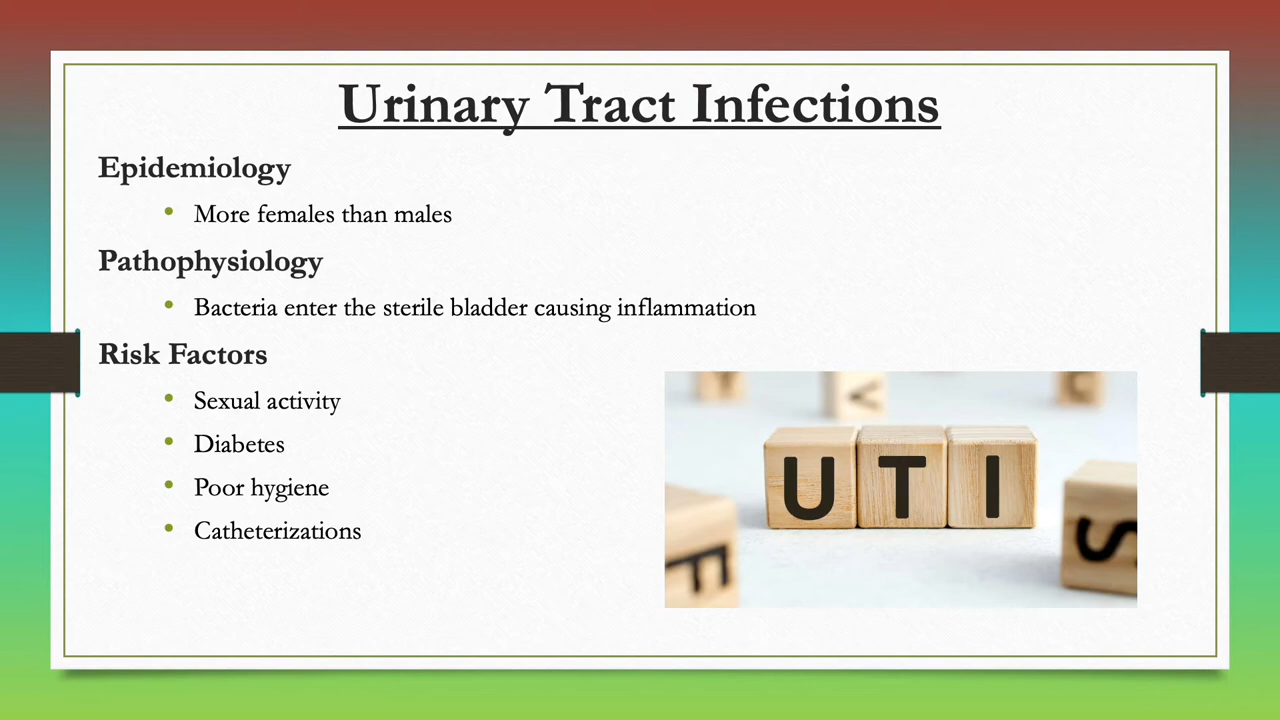 Urinary Tract Infections
Epidemiology
• More females than males
Pathophysiology
• Bacteria enter the sterile bladder causing inflammation
Risk Factors
• Sexual activity
• Diabetes
• Poor hygiene
• Catheterizations
U T I
F
S